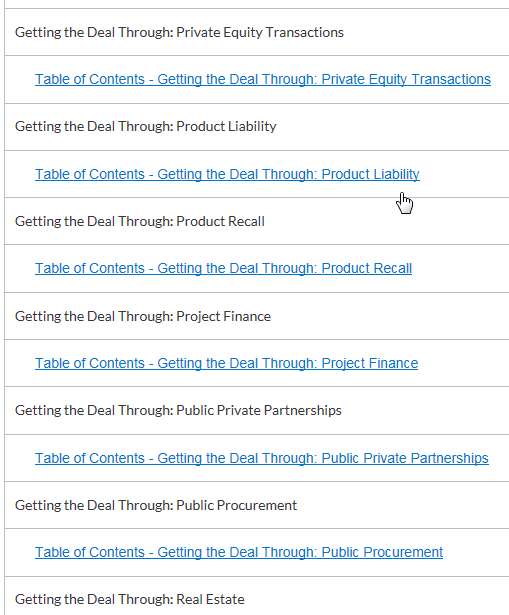 Getting the Deal Through: Private Equity Transactions
Table of Contents - Getting the Deal Through: Private Equity Transactions
Getting the Deal Through: Product Liability
Table of Contents - Getting the Deal Through: Product Liability
Getting the Deal Through: Product Recall
Table of Contents - Getting the Deal Through: Product Recall
Getting the Deal Through: Project Finance
Table of Contents - Getting the Deal Through: Project Finance
Getting the Deal Through: Public Private Partnerships
Table of Contents - Getting the Deal Through: Public Private Partnerships
Getting the Deal Through: Public Procurement
Table of Contents - Getting the Deal Through: Public Procurement
Getting the Deal Through: Real Estate